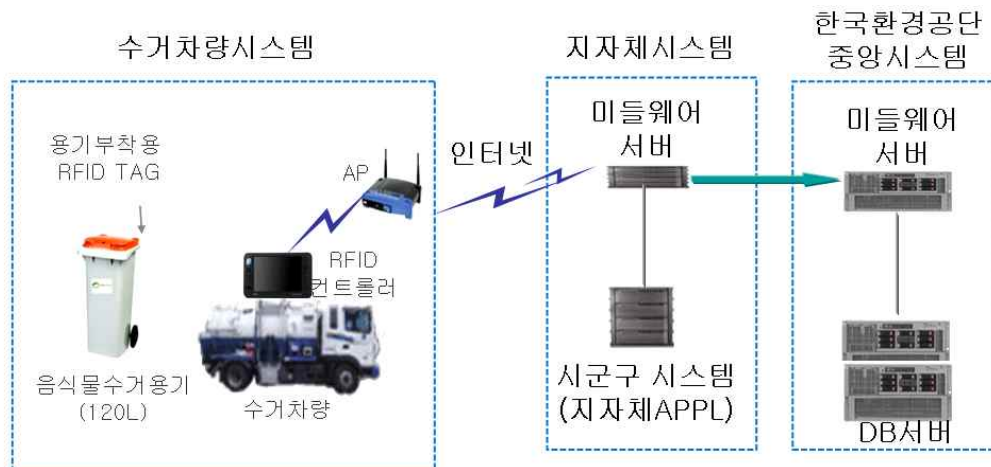 수거차량시스템
지자체시스템
한국환경공단
중앙시스템
용기부착용
RFID TAG
AP
인터넷
미들웨어
서버
미들웨어
서버
RFID
컨트롤러
음식물수거용기
(120L)
수거차량
시군구 시스템
(지자체APPL)
DB서버